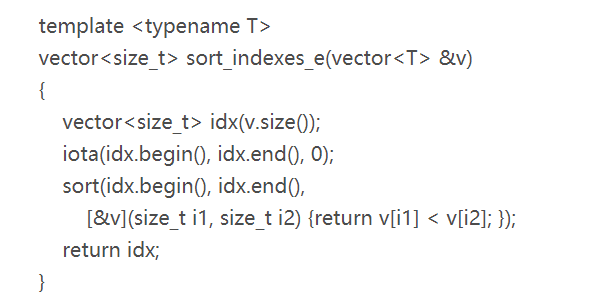 template <typename T>
vector<size_t> sort_indexes_e(vector<T> &v)
{
vector<size_t> idx(v.size());
iota(idx.begin(), idx.end(), 0);
sort(idx.begin(), idx.end(),
[&v](size_t i1, size_t i2) {return v[i1] < v[i2]; });
return idx;
}